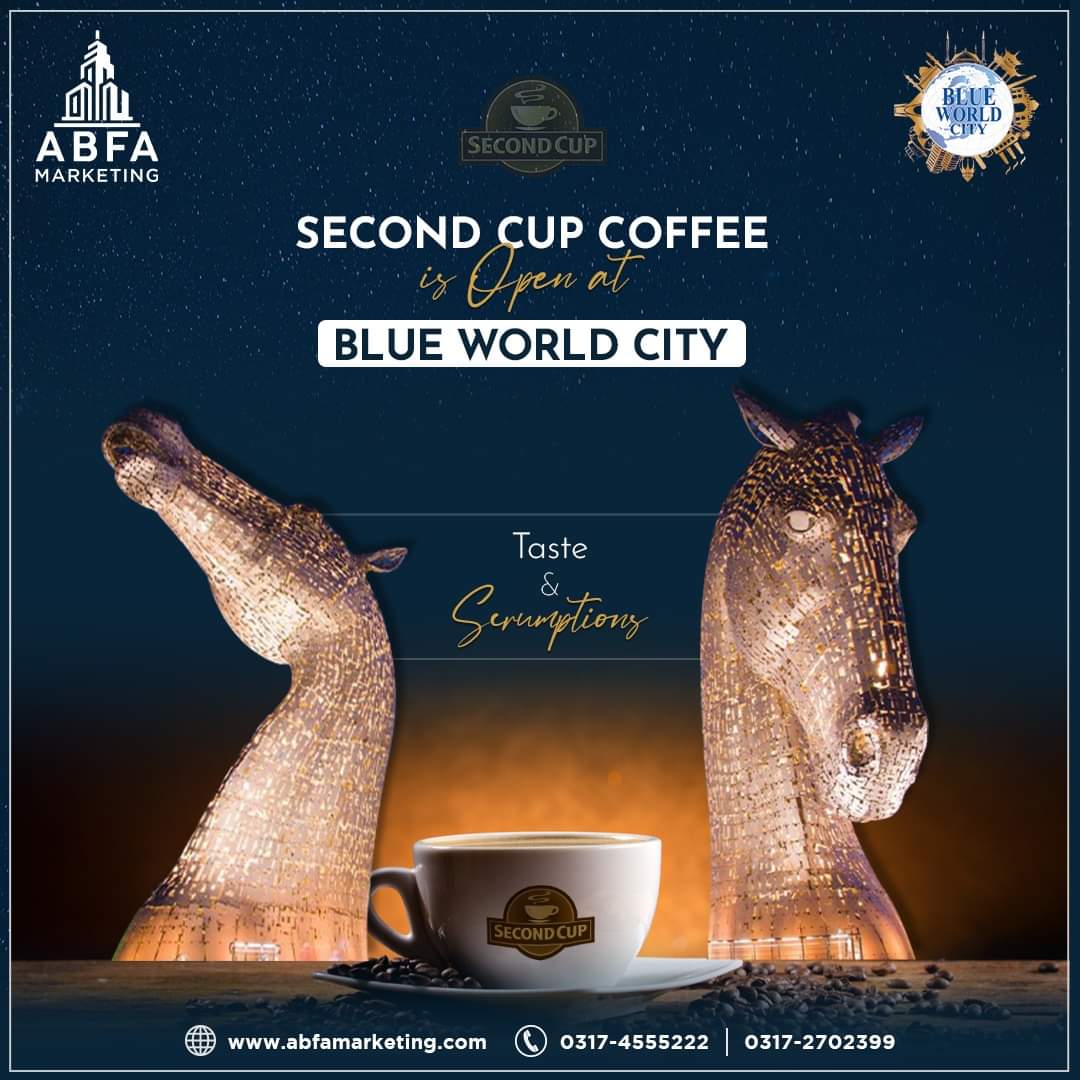 ABFA
MARKETING
SECOND CUP
BLUE
WORLD
CITY
SECOND CUP COFFEE
is Open at
BLUE WORLD CITY
Taste
&
Scrumptions
SECOND CUP
www.abfamarketing.com 0317-4555222 | 0317-2702399